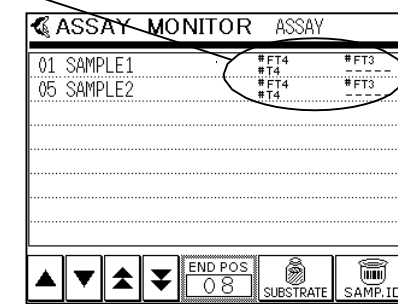 ASSAY MONITOR ASSAY
01 SAMPLE1 #FT4 #FT3
#T4 -----
05 SAMPLE2 #FT4 #FT3
#T4 -----
END POS
08
SUBSTRATE SAMP.ID